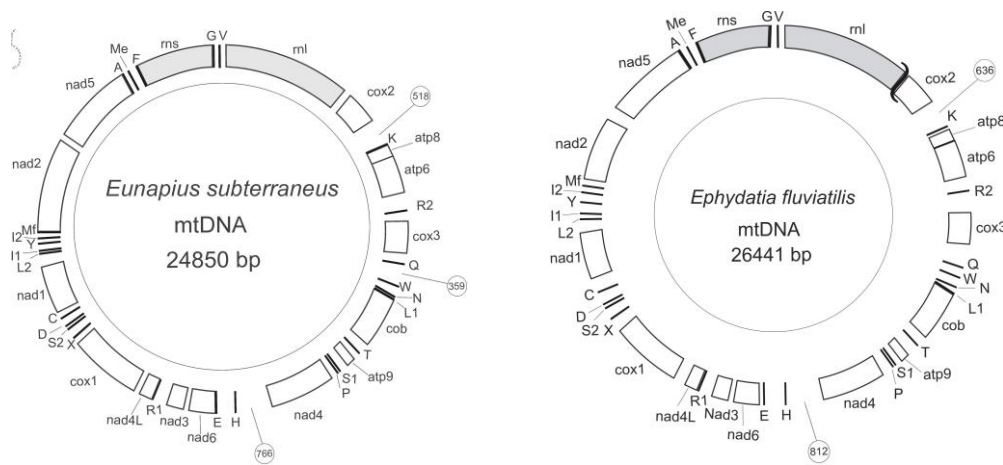 Eunapius subterraneus
mtDNA
24850 bp
G V
rnl
cox2
518
K
atp8
atp6
R2
cox3
Q
359
W
N
L1
cob
T
atp9
S1
P
nad4
766
H
E
nad6
nad3
R1
nad4L
cox1
X
S2
D
C
nad1
L2
I1
Y
I2
Mf
nad2
nad5
A
Me
F
rns
Ephydatia fluviatilis
mtDNA
26441 bp
G V
rnl
cox2
636
K
atp8
atp6
R2
cox3
Q
W
N
L1
cob
T
atp9
S1
P
nad4
812
H
E
nad6
Nad3
R1
nad4L
cox1
X
S2
D
C
nad1
L2
I1
Y
I2
Mf
nad2
nad5
A
Me
F
rns